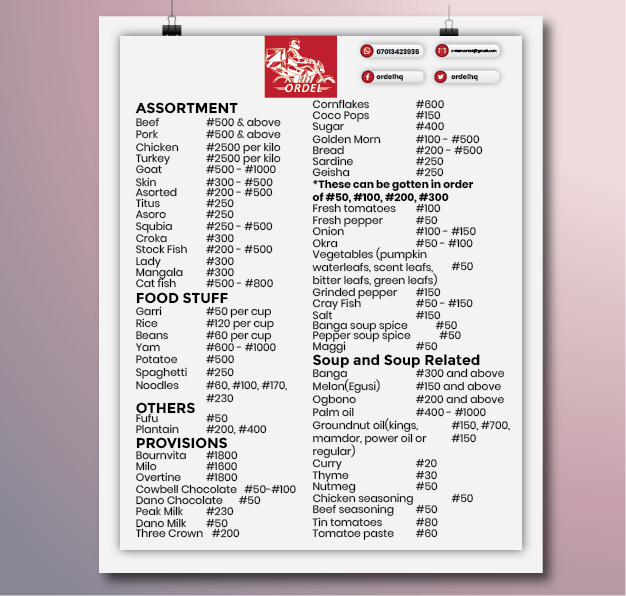 ORDEL
07013423935
ordelhq
ordelhq
ASSORTMENT
Beef #500 & above
Pork #500 & above
Chicken #2500 per kilo
Turkey #2500 per kilo
Goat #500 - #1000
Skin #300 - #500
Asorted #200 - #500
Titus #250
Asoro #250
Squbia #250 - #500
Croka #300
Stock Fish #200 - #500
Lady #300
Mangala #300
Cat fish #500 - #800
FOOD STUFF
Garri #50 per cup
Rice #120 per cup
Beans #60 per cup
Yam #600 - #1000
Potatoe #500
Spaghetti #250
Noodles #60, #100, #170,
#230
OTHERS
Fufu #50
Plantain #200, #400
PROVISIONS
Bournvita #1800
Milo #1600
Overtine #1800
Cowbell Chocolate #50-#100
Dano Chocolate #50
Peak Milk #230
Dano Milk #50
Three Crown #200
Cornflakes #600
Coco Pops #150
Sugar #400
Golden Morn #100 - #500
Bread #200 - #500
Sardine #250
Geisha #250
*These can be gotten in order
of #50, #100, #200, #300
Fresh tomatoes #100
Fresh pepper #50
Onion #100 - #150
Okra #50 - #100
Vegetables (pumpkin
waterleafs, scent leafs, #50
bitter leafs, green leafs)
Grinded pepper #150
Cray Fish #50 - #150
Salt #150
Banga soup spice #50
Pepper soup spice #50
Maggi #50
Soup and Soup Related
Banga #300 and above
Melon(Egusi) #150 and above
Ogbono #200 and above
Palm oil #400 - #1000
Groundnut oil(kings, #150, #700,
mamdor, power oil or #150
regular)
Curry #20
Thyme #30
Nutmeg #50
Chicken seasoning #50
Beef seasoning #50
Tin tomatoes #80
Tomatoe paste #60